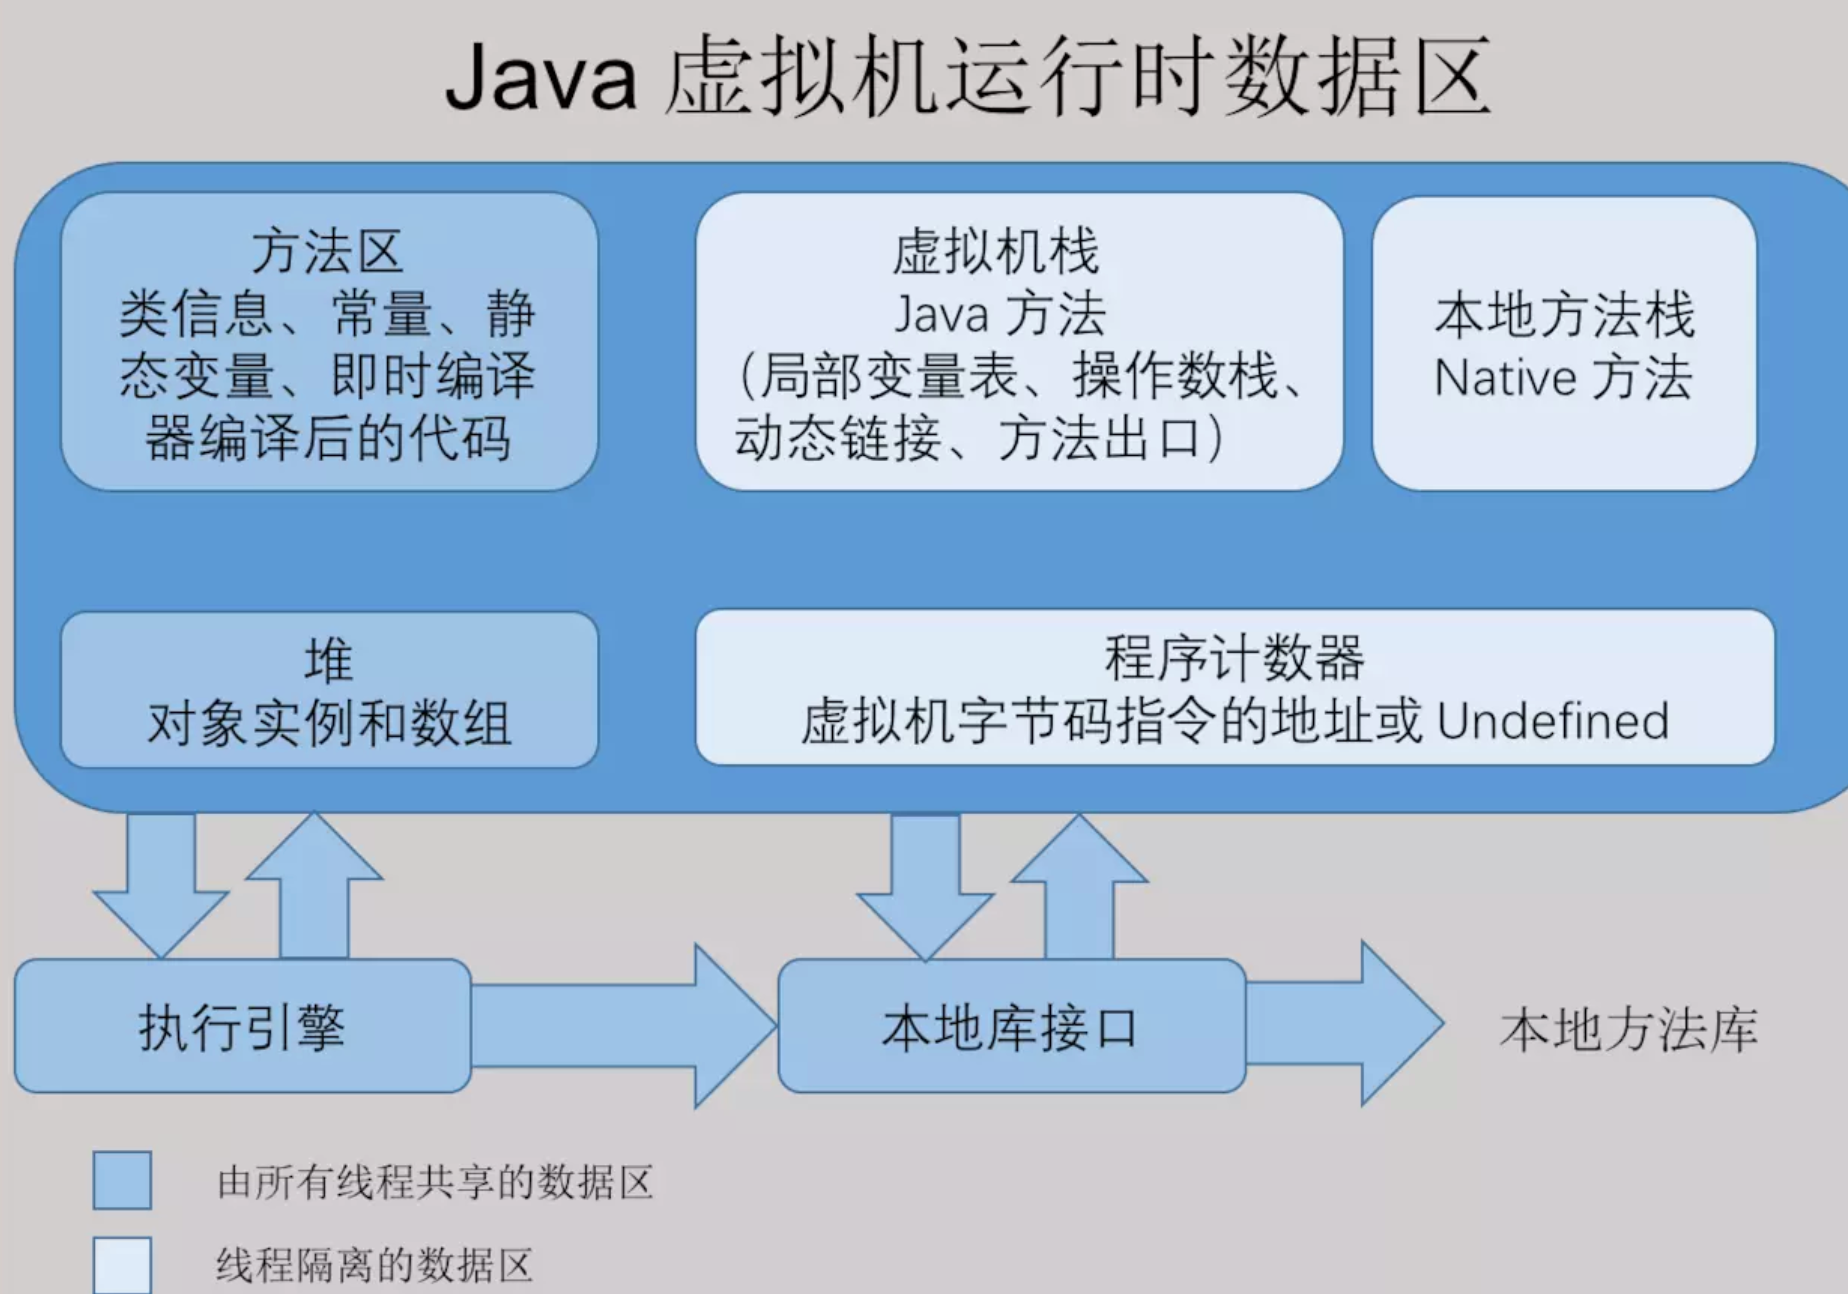 Java 虚拟机运行时数据区
方法区
类信息、常量、静
态变量、即时编译
器编译后的代码
虚拟机栈
Java 方法
（局部变量表、操作数栈、
动态链接、方法出口）
本地方法栈
Native 方法
堆
对象实例和数组
程序计数器
虚拟机字节码指令的地址或 Undefined
执行引擎
本地库接口
本地方法库
由所有线程共享的数据区
线程隔离的数据区